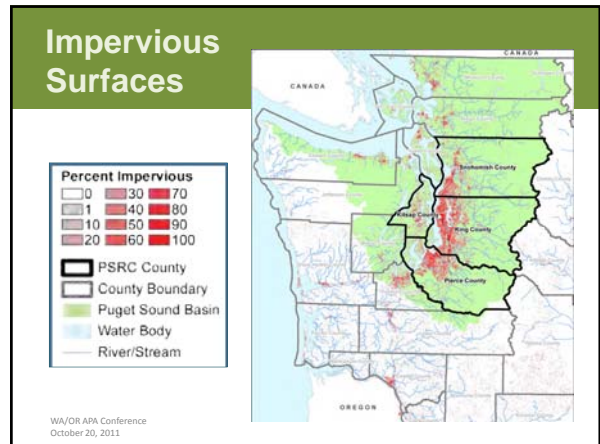 Impervious
Surfaces
CANADA
CANADA
Snohomish County
Kitsap County
King County
Pierce County
OREGON
Percent Impervious
0 30 70
1 40 80
10 50 90
20 60 100
PSRC County
County Boundary
Puget Sound Basin
Water Body
River/Stream
WA/OR APA Conference
October 20, 2011